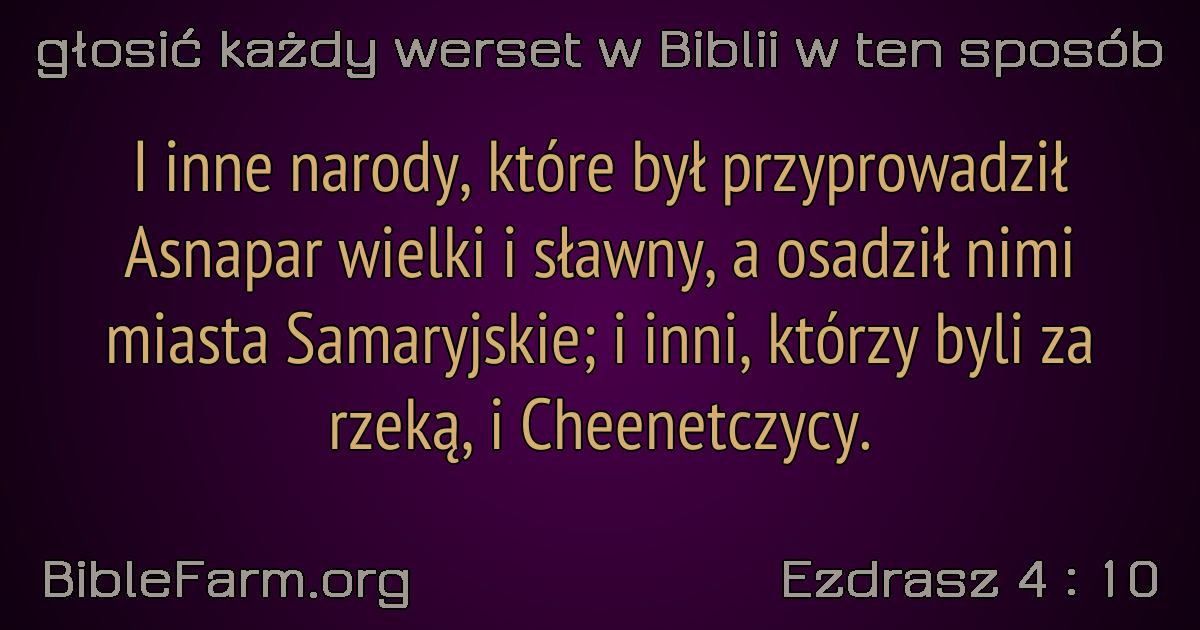 głosić każdy werset w Biblii w ten sposób
I inne narody, które był przyprowadził
Asnapar wielki i sławny, a osadził nimi
miasta Samaryjskie; i inni, którzy byli za
rzeką, i Cheenetczycy.
BibleFarm.org
Ezdrasz 4 : 10